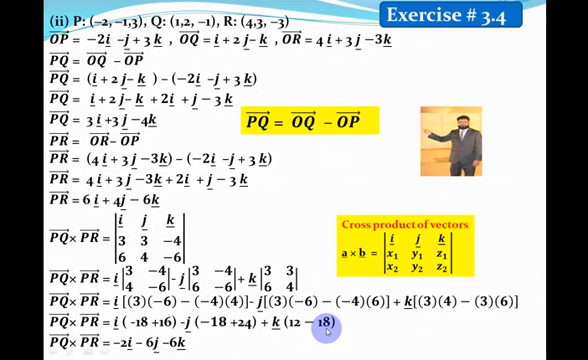 Exercise # 3.4
(ii) P: (−2, −1,3), Q: (1,2, −1), R: (4,3, −3)
OP = −2i −j + 3 k , OQ = i + 2 j− k , OR = 4 i + 3 j −3k
PQ = OQ − OP
PQ = (i + 2 j− k ) − (−2i −j + 3 k)
PQ = i + 2 j− k + 2i + j − 3 k
PQ = 3 i +3 j −4k
PQ = OQ − OP
PR = OR− OP
PR = (4 i + 3 j −3k) − (−2i −j + 3 k)
PR = 4 i + 3 j −3k + 2i + j − 3 k
PR = 6 i + 4j − 6k
PQ × PR = | i j k |
| 3 3 −4 |
| 6 4 −6 |
Cross product of vectors
a × b = | i j k |
| x₁ y₁ z₁ |
| x₂ y₂ z₂ |
PQ × PR = i |3 −4| -j |3 −4| + k |3 3|
|4 −6| |6 −6| |6 4|
PQ × PR = i [(3)(−6) − (−4)(4)] - j[(3)(−6) − (−4)(6)] + k[(3)(4) − (3)(6)]
PQ × PR = i ( -18 +16) -j (−18 +24) + k (12 − 18)
PQ × PR = −2i − 6j −6k